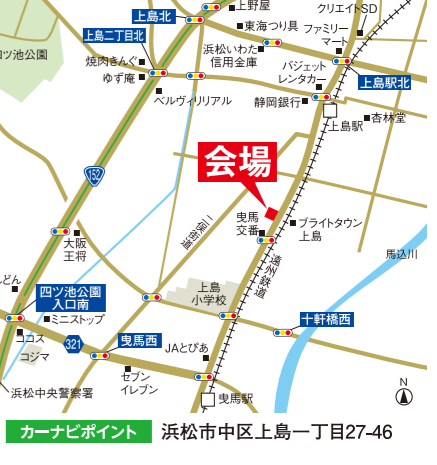 上島北
上野屋
クリエイトSD
東海つり具
ファミリー
マート
上島二丁目北
浜松いわた
信用金庫
四ツ池公園
焼肉きんぐ
ゆず庵
バジェット
レンタカー
上島駅北
ベルヴィリリアル
静岡銀行
杏林堂
上島駅
会場
152
二俣街道
曳馬
交番
ブライトタウン
上島
大阪
王将
遠州鉄道
馬込川
どん
四ツ池公園
入口南
上島
小学校
ミニストップ
十軒橋西
ココス
321
曳馬西
JAとぴあ
コジマ
セブン
イレブン
N
浜松中央警察署
曳馬駅
カーナビポイント 浜松市中区上島一丁目27-46